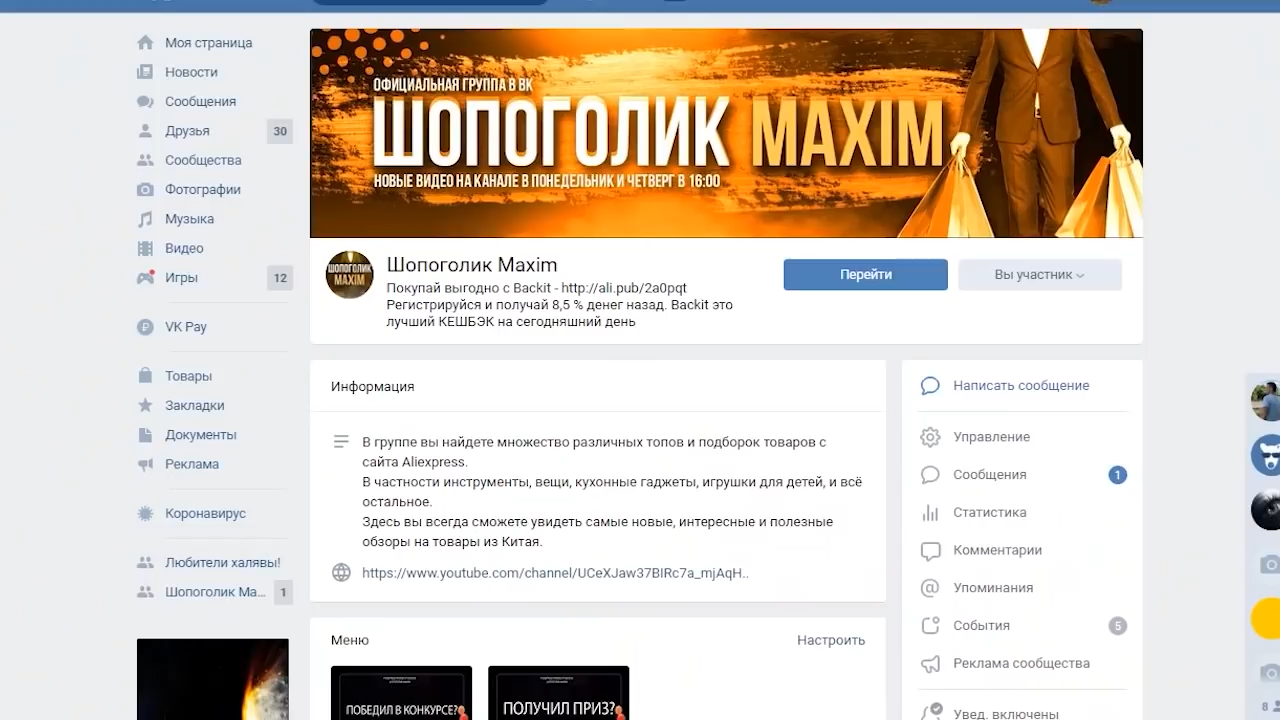 Моя страница
Новости
Сообщения
Друзья
30
Сообщества
Фотографии
Музыка
Видео
Игры
12
VK Pay
Товары
Закладки
Документы
Реклама
Коронавирус
Любители халявы!
Шопоголик Ma...
1
ОФИЦИАЛЬНАЯ ГРУППА В ВК
ШОПОГОЛИК MAXIM
НОВЫЕ ВИДЕО НА КАНАЛЕ В ПОНЕДЕЛЬНИК И ЧЕТВЕРГ В 16:00
ШОПОГОЛИК
MAXIM
Шопоголик Maxim
Покупай выгодно с Backit - http://ali.pub/2a0pqt
Регистрируйся и получай 8,5 % денег назад. Backit это
лучший КЕШБЭК на сегодняшний день
Перейти
Вы участник
Информация
В группе вы найдете множество различных топов и подборок товаров с
сайта Aliexpress.
В частности инструменты, вещи, кухонные гаджеты, игрушки для детей, и всё
остальное.
Здесь вы всегда сможете увидеть самые новые, интересные и полезные
обзоры на товары из Китая.
https://www.youtube.com/channel/UCeXJaw37BIRc7a_mjAqH..
Меню
Настроить
ПОБЕДИЛ В КОНКУРСЕ?
ПОЛУЧИЛ ПРИЗ?
Написать сообщение
Управление
Сообщения
1
Статистика
Комментарии
Упоминания
События
5
Реклама сообщества
Увед. включены
8